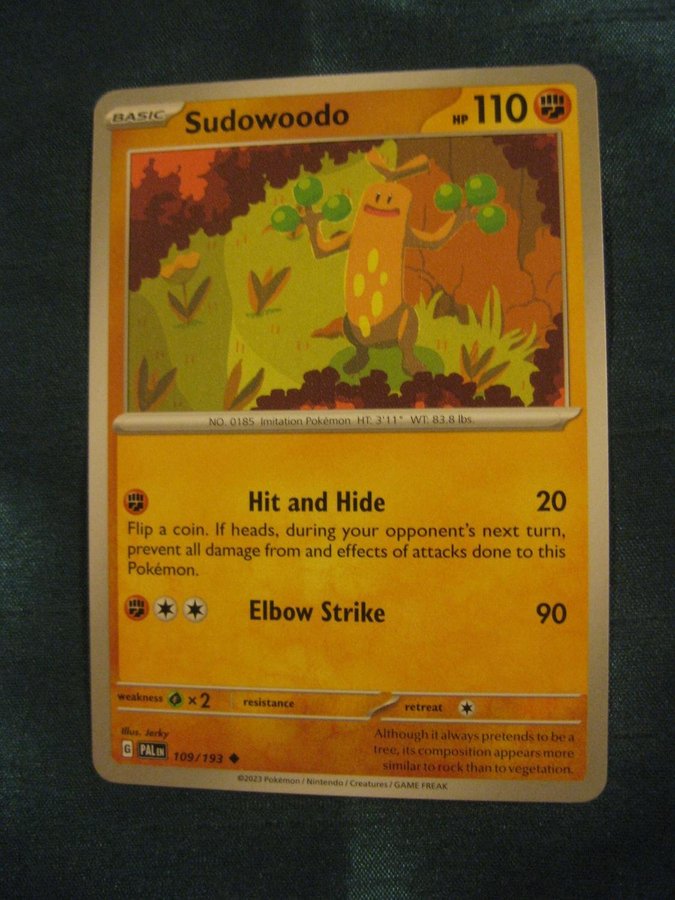 BASIC Sudowoodo HP 110
NO. 0185 Imitation Pokémon HT: 3'11" WT: 83.8 lbs.
Hit and Hide 20
Flip a coin. If heads, during your opponent's next turn,
prevent all damage from and effects of attacks done to this
Pokémon.
Elbow Strike 90
weakness ×2 resistance retreat
Illus. Jerky
G PAL EN 109/193
Although it always pretends to be a
tree, its composition appears more
similar to rock than to vegetation.
©2023 Pokémon / Nintendo / Creatures / GAME FREAK